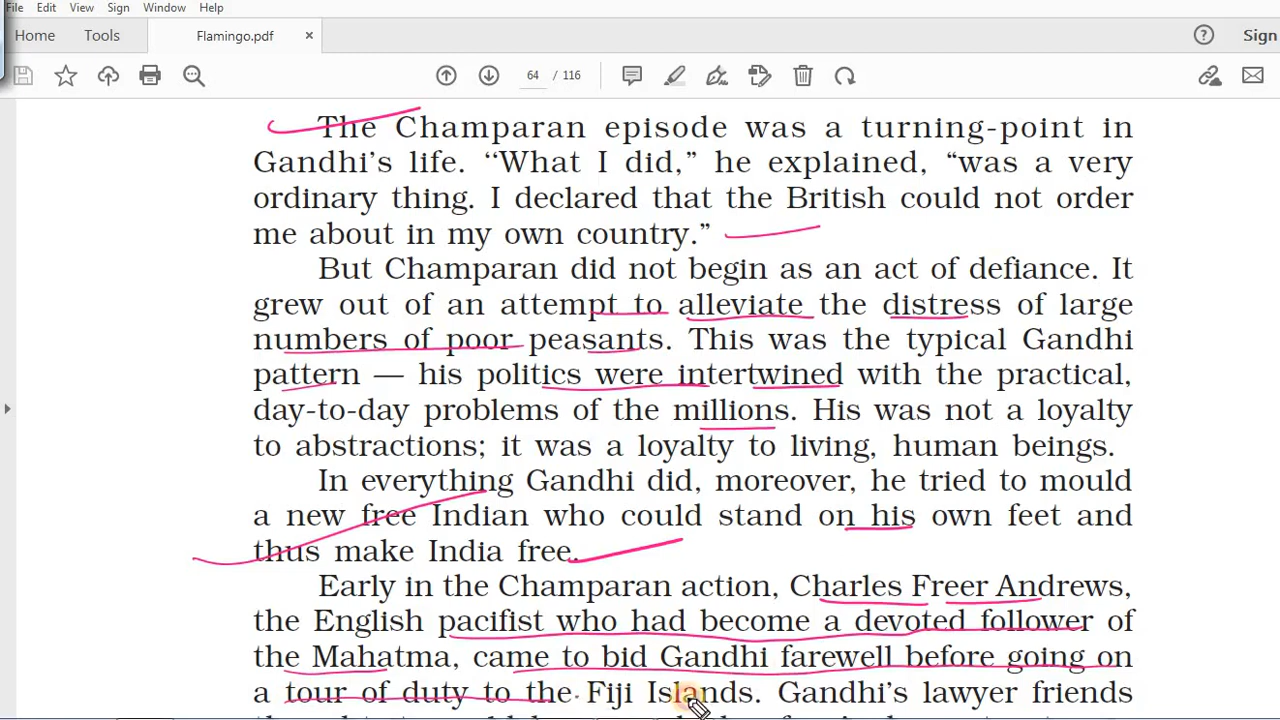 File Edit View Sign Window Help
Home Tools Flamingo.pdf × ? Sign
64 / 116
The Champaran episode was a turning-point in
Gandhi's life. ‘‘What I did,” he explained, “was a very
ordinary thing. I declared that the British could not order
me about in my own country.”
But Champaran did not begin as an act of defiance. It
grew out of an attempt to alleviate the distress of large
numbers of poor peasants. This was the typical Gandhi
pattern — his politics were intertwined with the practical,
day-to-day problems of the millions. His was not a loyalty
to abstractions; it was a loyalty to living, human beings.
In everything Gandhi did, moreover, he tried to mould
a new free Indian who could stand on his own feet and
thus make India free.
Early in the Champaran action, Charles Freer Andrews,
the English pacifist who had become a devoted follower of
the Mahatma, came to bid Gandhi farewell before going on
a tour of duty to the Fiji Islands. Gandhi's lawyer friends